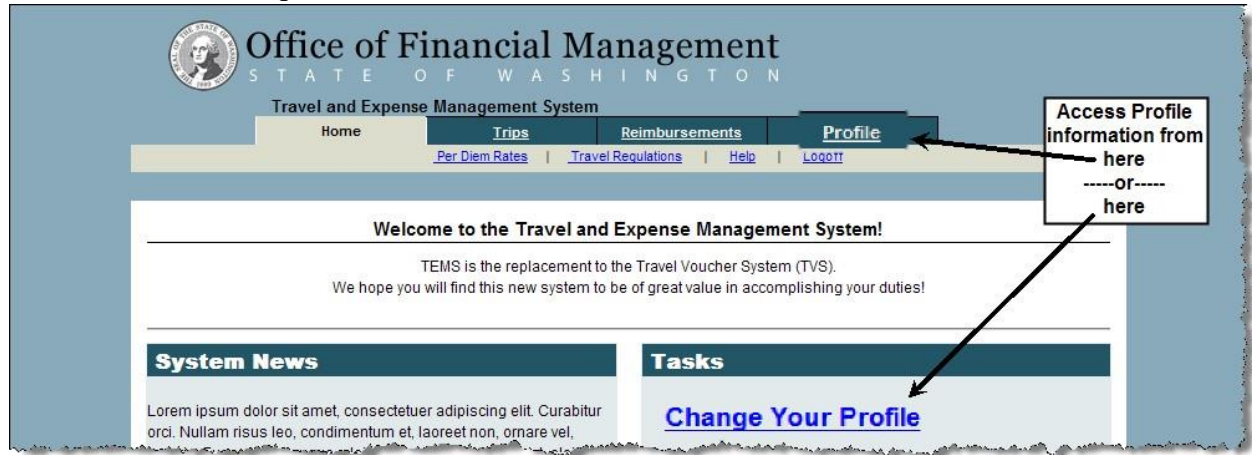 Office of Financial Management
STATE OF WASHINGTON
Travel and Expense Management System
Home Trips Reimbursements Profile
Per Diem Rates | Travel Regulations | Help | Logoff
Access Profile
information from
here
-----or-----
here
Welcome to the Travel and Expense Management System!
TEMS is the replacement to the Travel Voucher System (TVS).
We hope you will find this new system to be of great value in accomplishing your duties!
System News
Lorem ipsum dolor sit amet, consectetuer adipiscing elit. Curabitur
orci. Nullam risus leo, condimentum et, laoreet non, ornare vel,
Tasks
Change Your Profile